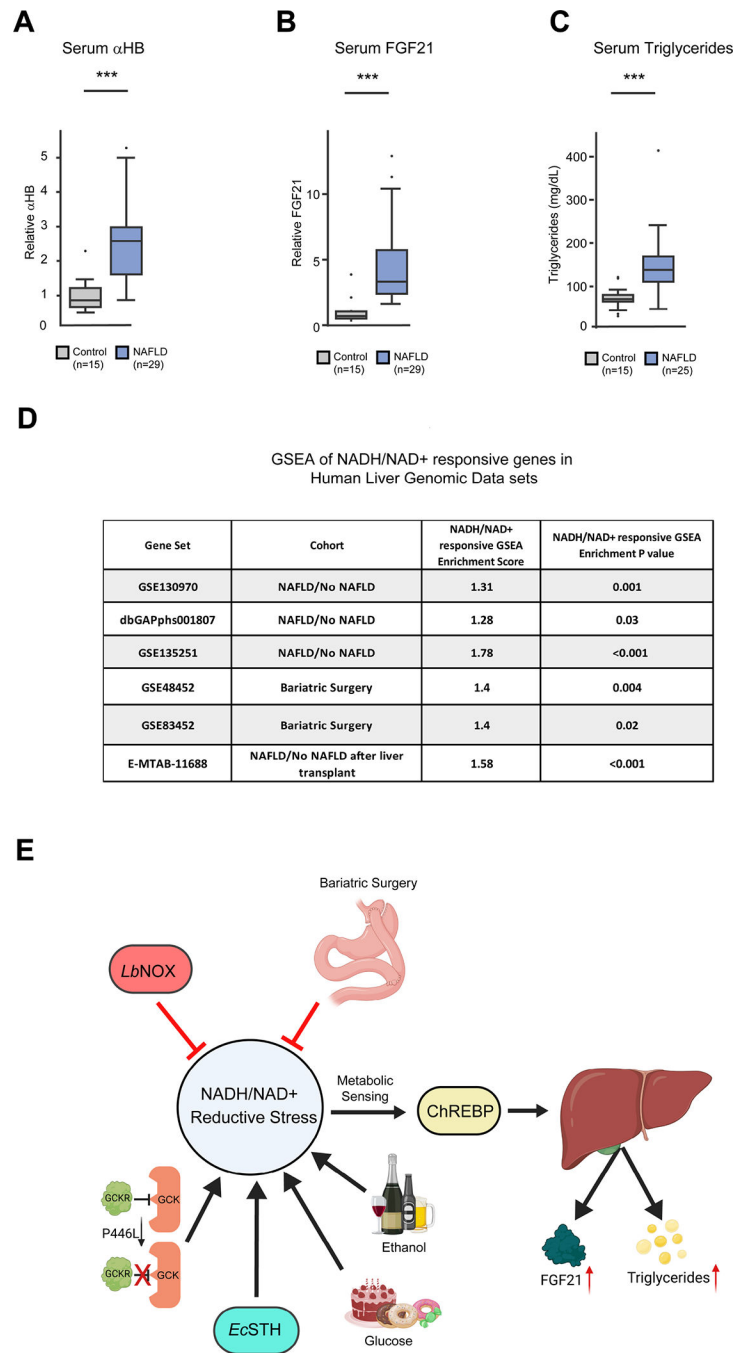 A
Serum αHB
***
Relative αHB
5
4
3
2
1
0
Control
(n=15)
NAFLD
(n=29)
B
Serum FGF21
***
Relative FGF21
10
5
0
Control
(n=15)
NAFLD
(n=29)
C
Serum Triglycerides
***
Triglycerides (mg/dL)
400
300
200
100
0
Control
(n=15)
NAFLD
(n=25)
D
GSEA of NADH/NAD+ responsive genes in
Human Liver Genomic Data sets
Gene Set
Cohort
NADH/NAD+
responsive GSEA
Enrichment Score
NADH/NAD+ responsive GSEA
Enrichment P value
GSE130970 NAFLD/No NAFLD 1.31 0.001
dbGAPphs001807 NAFLD/No NAFLD 1.28 0.03
GSE135251 NAFLD/No NAFLD 1.78 <0.001
GSE48452 Bariatric Surgery 1.4 0.004
GSE83452 Bariatric Surgery 1.4 0.02
E-MTAB-11688
NAFLD/No NAFLD after liver
transplant
1.58
<0.001
E
Bariatric Surgery
LbNOX
NADH/NAD+
Reductive Stress
Metabolic
Sensing
ChREBP
GCKR
GCK
P446L
GCKR
X
GCK
Ethanol
Glucose
EcSTH
FGF21
Triglycerides